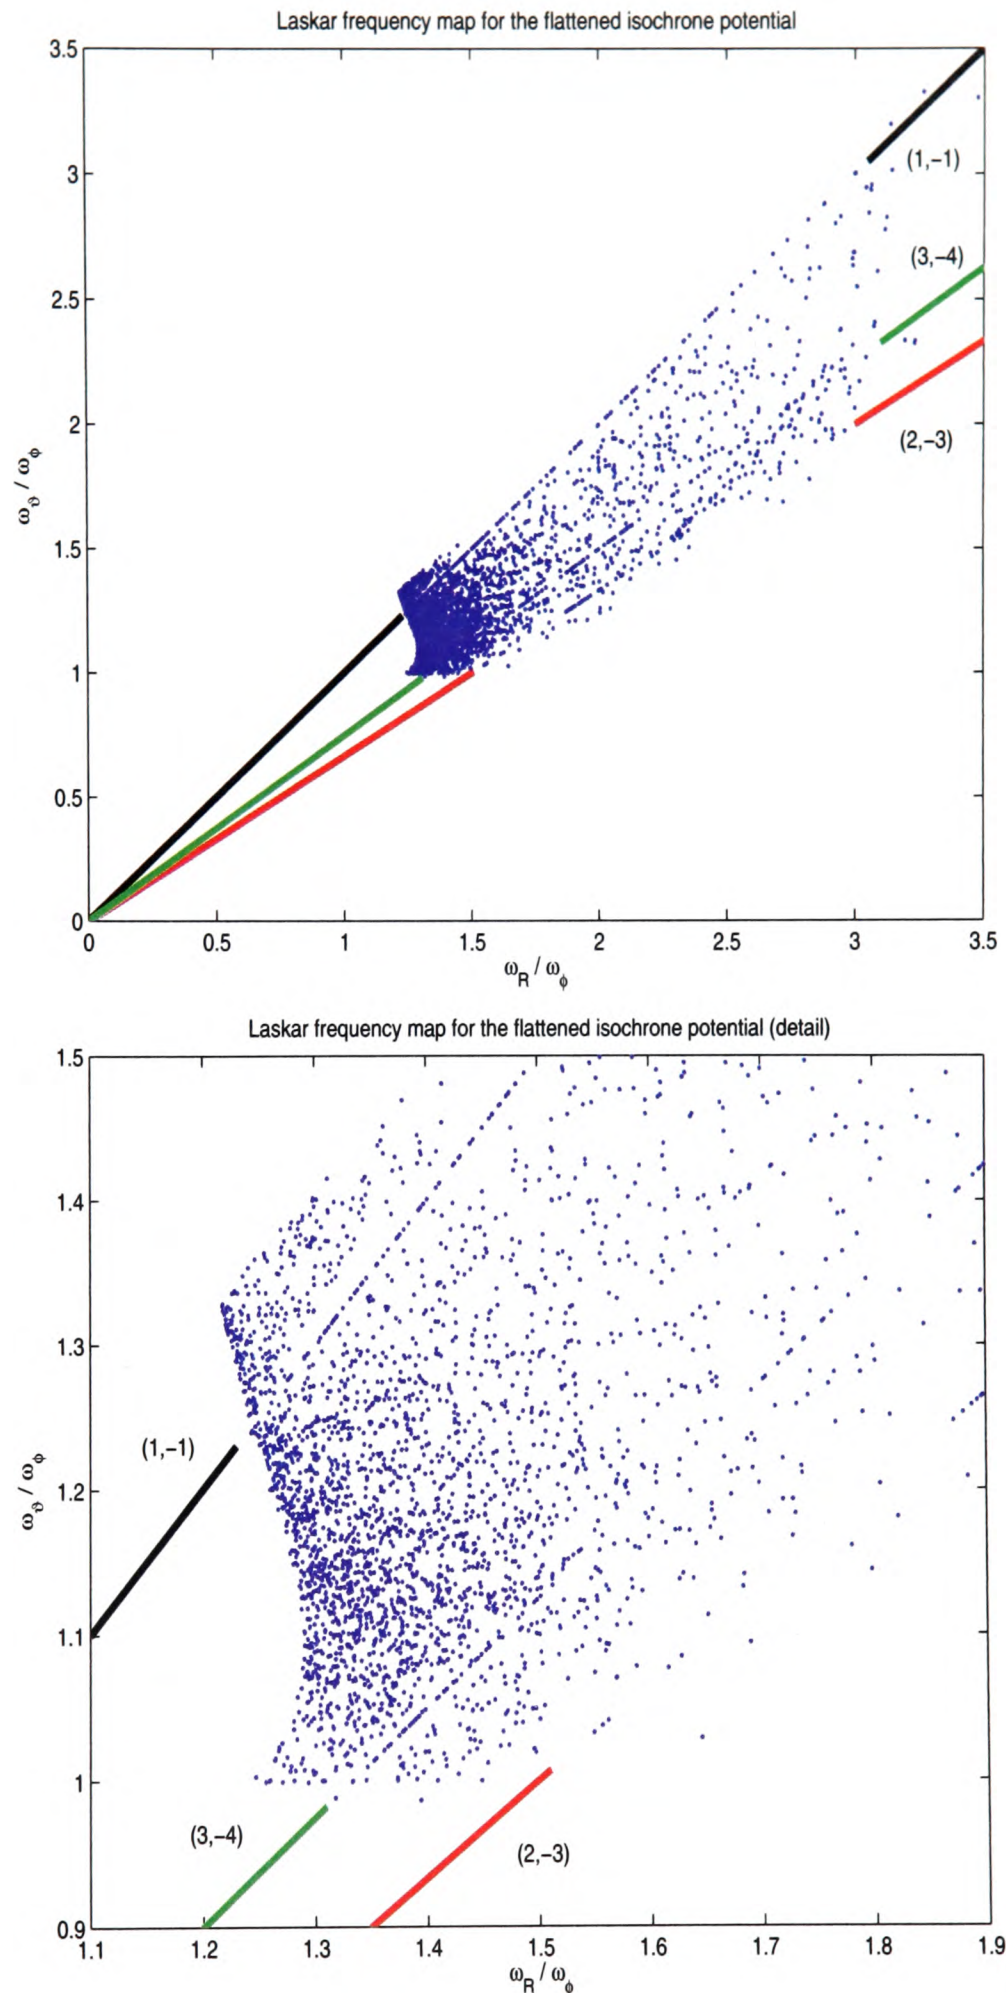 Laskar frequency map for the flattened isochrone potential
3.5
3
2.5
2
1.5
1
0.5
0
ω_ϑ / ω_ϕ
(1,−1)
(3,−4)
(2,−3)
0 0.5 1 1.5 2 2.5 3 3.5
ω_R / ω_ϕ
Laskar frequency map for the flattened isochrone potential (detail)
1.5
1.4
1.3
1.2
1.1
1
0.9
ω_ϑ / ω_ϕ
(1,−1)
(3,−4)
(2,−3)
1.1 1.2 1.3 1.4 1.5 1.6 1.7 1.8 1.9
ω_R / ω_ϕ